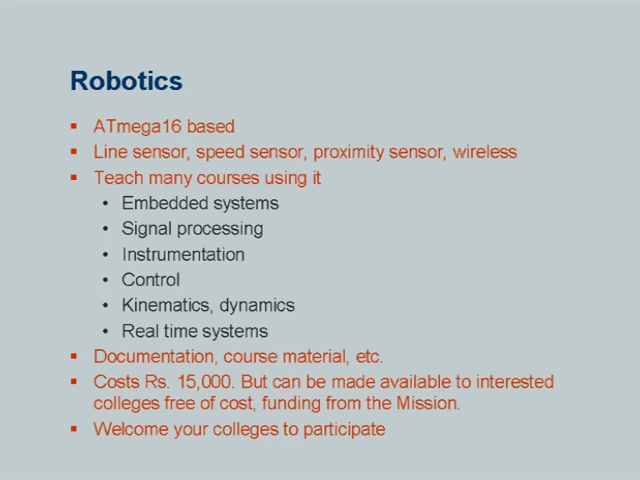 Robotics
▪ ATmega16 based
▪ Line sensor, speed sensor, proximity sensor, wireless
▪ Teach many courses using it
• Embedded systems
• Signal processing
• Instrumentation
• Control
• Kinematics, dynamics
• Real time systems
▪ Documentation, course material, etc.
▪ Costs Rs. 15,000. But can be made available to interested
colleges free of cost, funding from the Mission.
▪ Welcome your colleges to participate